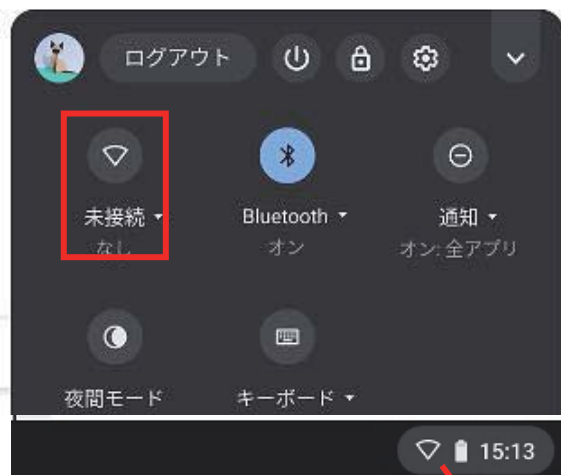 ログアウト
未接続
なし
Bluetooth
オン
通知
オン: 全アプリ
夜間モード
キーボード
15:13